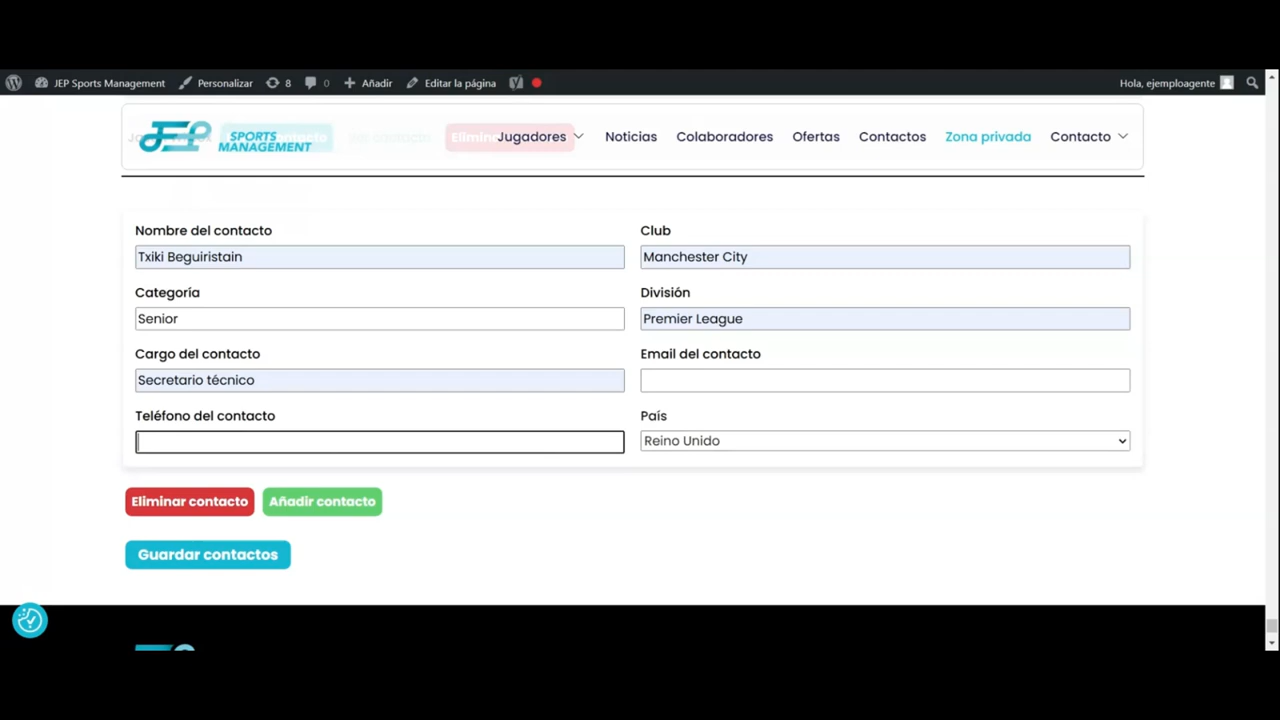 JEP Sports Management Personalizar 8 0 Añadir Editar la página Hola, ejemploagente
JEP SPORTS MANAGEMENT Jugadores Noticias Colaboradores Ofertas Contactos Zona privada Contacto
Nombre del contacto Club
Txiki Beguiristain Manchester City
Categoría División
Senior Premier League
Cargo del contacto Email del contacto
Secretario técnico
Teléfono del contacto País
Reino Unido
Eliminar contacto Añadir contacto
Guardar contactos